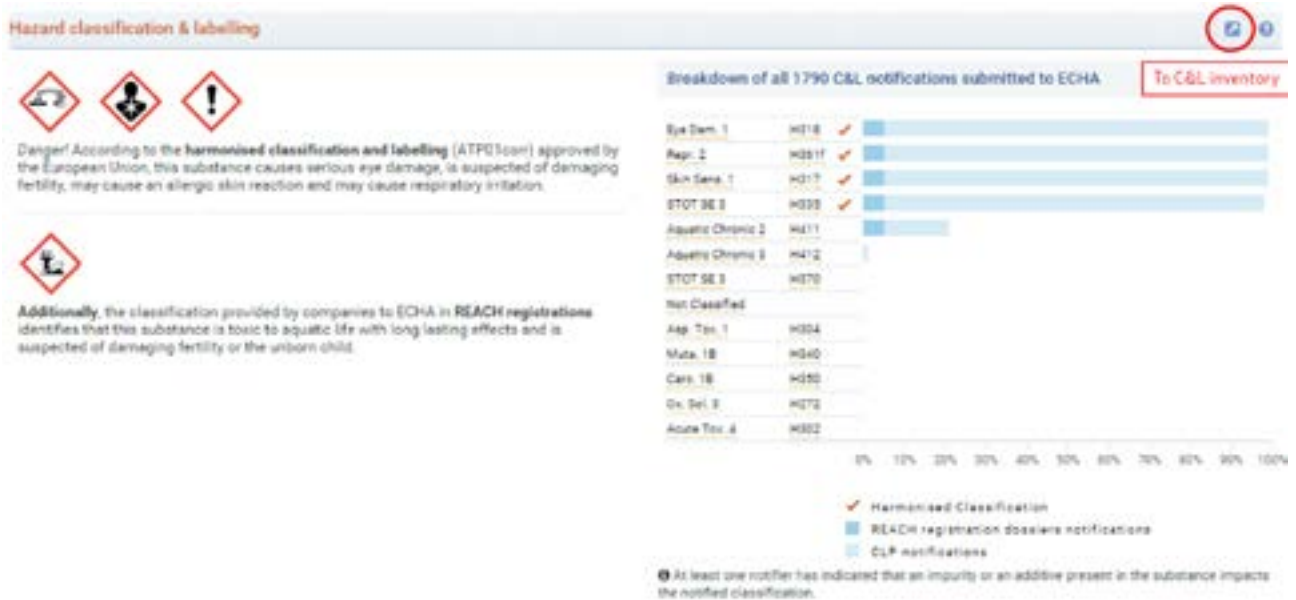 Hazard classification & labelling
To C&L inventory
Danger! According to the harmonised classification and labelling (ATP01corr) approved by
the European Union, this substance causes serious eye damage, is suspected of damaging
fertility, may cause an allergic skin reaction and may cause respiratory irritation.
Additionally, the classification provided by companies to ECHA in REACH registrations
identifies that this substance is toxic to aquatic life with long lasting effects and is
suspected of damaging fertility or the unborn child.
Breakdown of all 1790 C&L notifications submitted to ECHA
Eye Dam. 1 H318
Repr. 2 H361f
Skin Sens. 1 H317
STOT SE 3 H335
Aquatic Chronic 2 H411
Aquatic Chronic 3 H412
STOT SE 3 H370
Not Classified
Asp. Tox. 1 H304
Muta. 1B H340
Carc. 1B H350
Ox. Sol. 3 H272
Acute Tox. 4 H302
0% 10% 20% 30% 40% 50% 60% 70% 80% 90% 100%
Harmonised Classification
REACH registration dossiers notifications
CLP notifications
At least one notifier has indicated that an impurity or an additive present in the substance impacts
the notified classification.